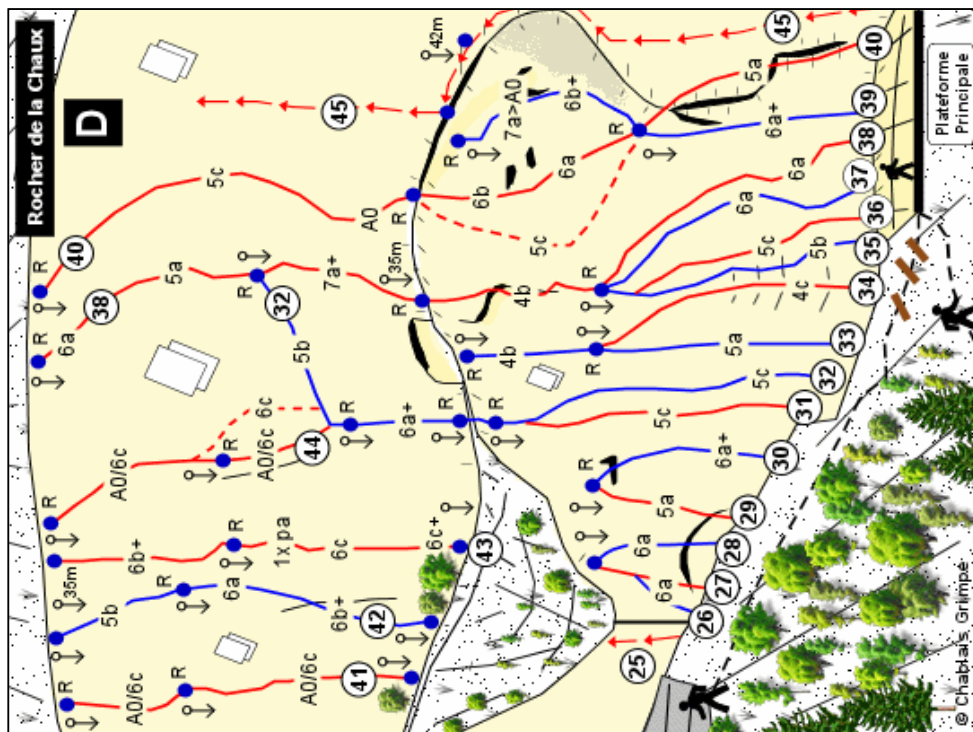 Rocher de la Chaux
D
R
A0/6c
R
41
R
35m
5b
R
6a
6b+
42
R
6b+
R
1x pa
6c
6c+
43
R
A0/6c
R
6c
A0/6c
44
R
6a
38
5a
R
32
5b
7a+
R
6a+
R
R
40
5c
A0
R
45
R
42m
35m
R
7a>A0
6b+
6b
6a
R
5c
45
R
4b
R
4b
R
R
R
5a
6a+
6a
6a
5c
5b
4c
5a
5c
5c
6a+
5a
6a
6a
25
26
27
28
29
30
31
32
33
34
35
36
37
38
39
40
Plateforme
Principale
© Chablais Grimpe